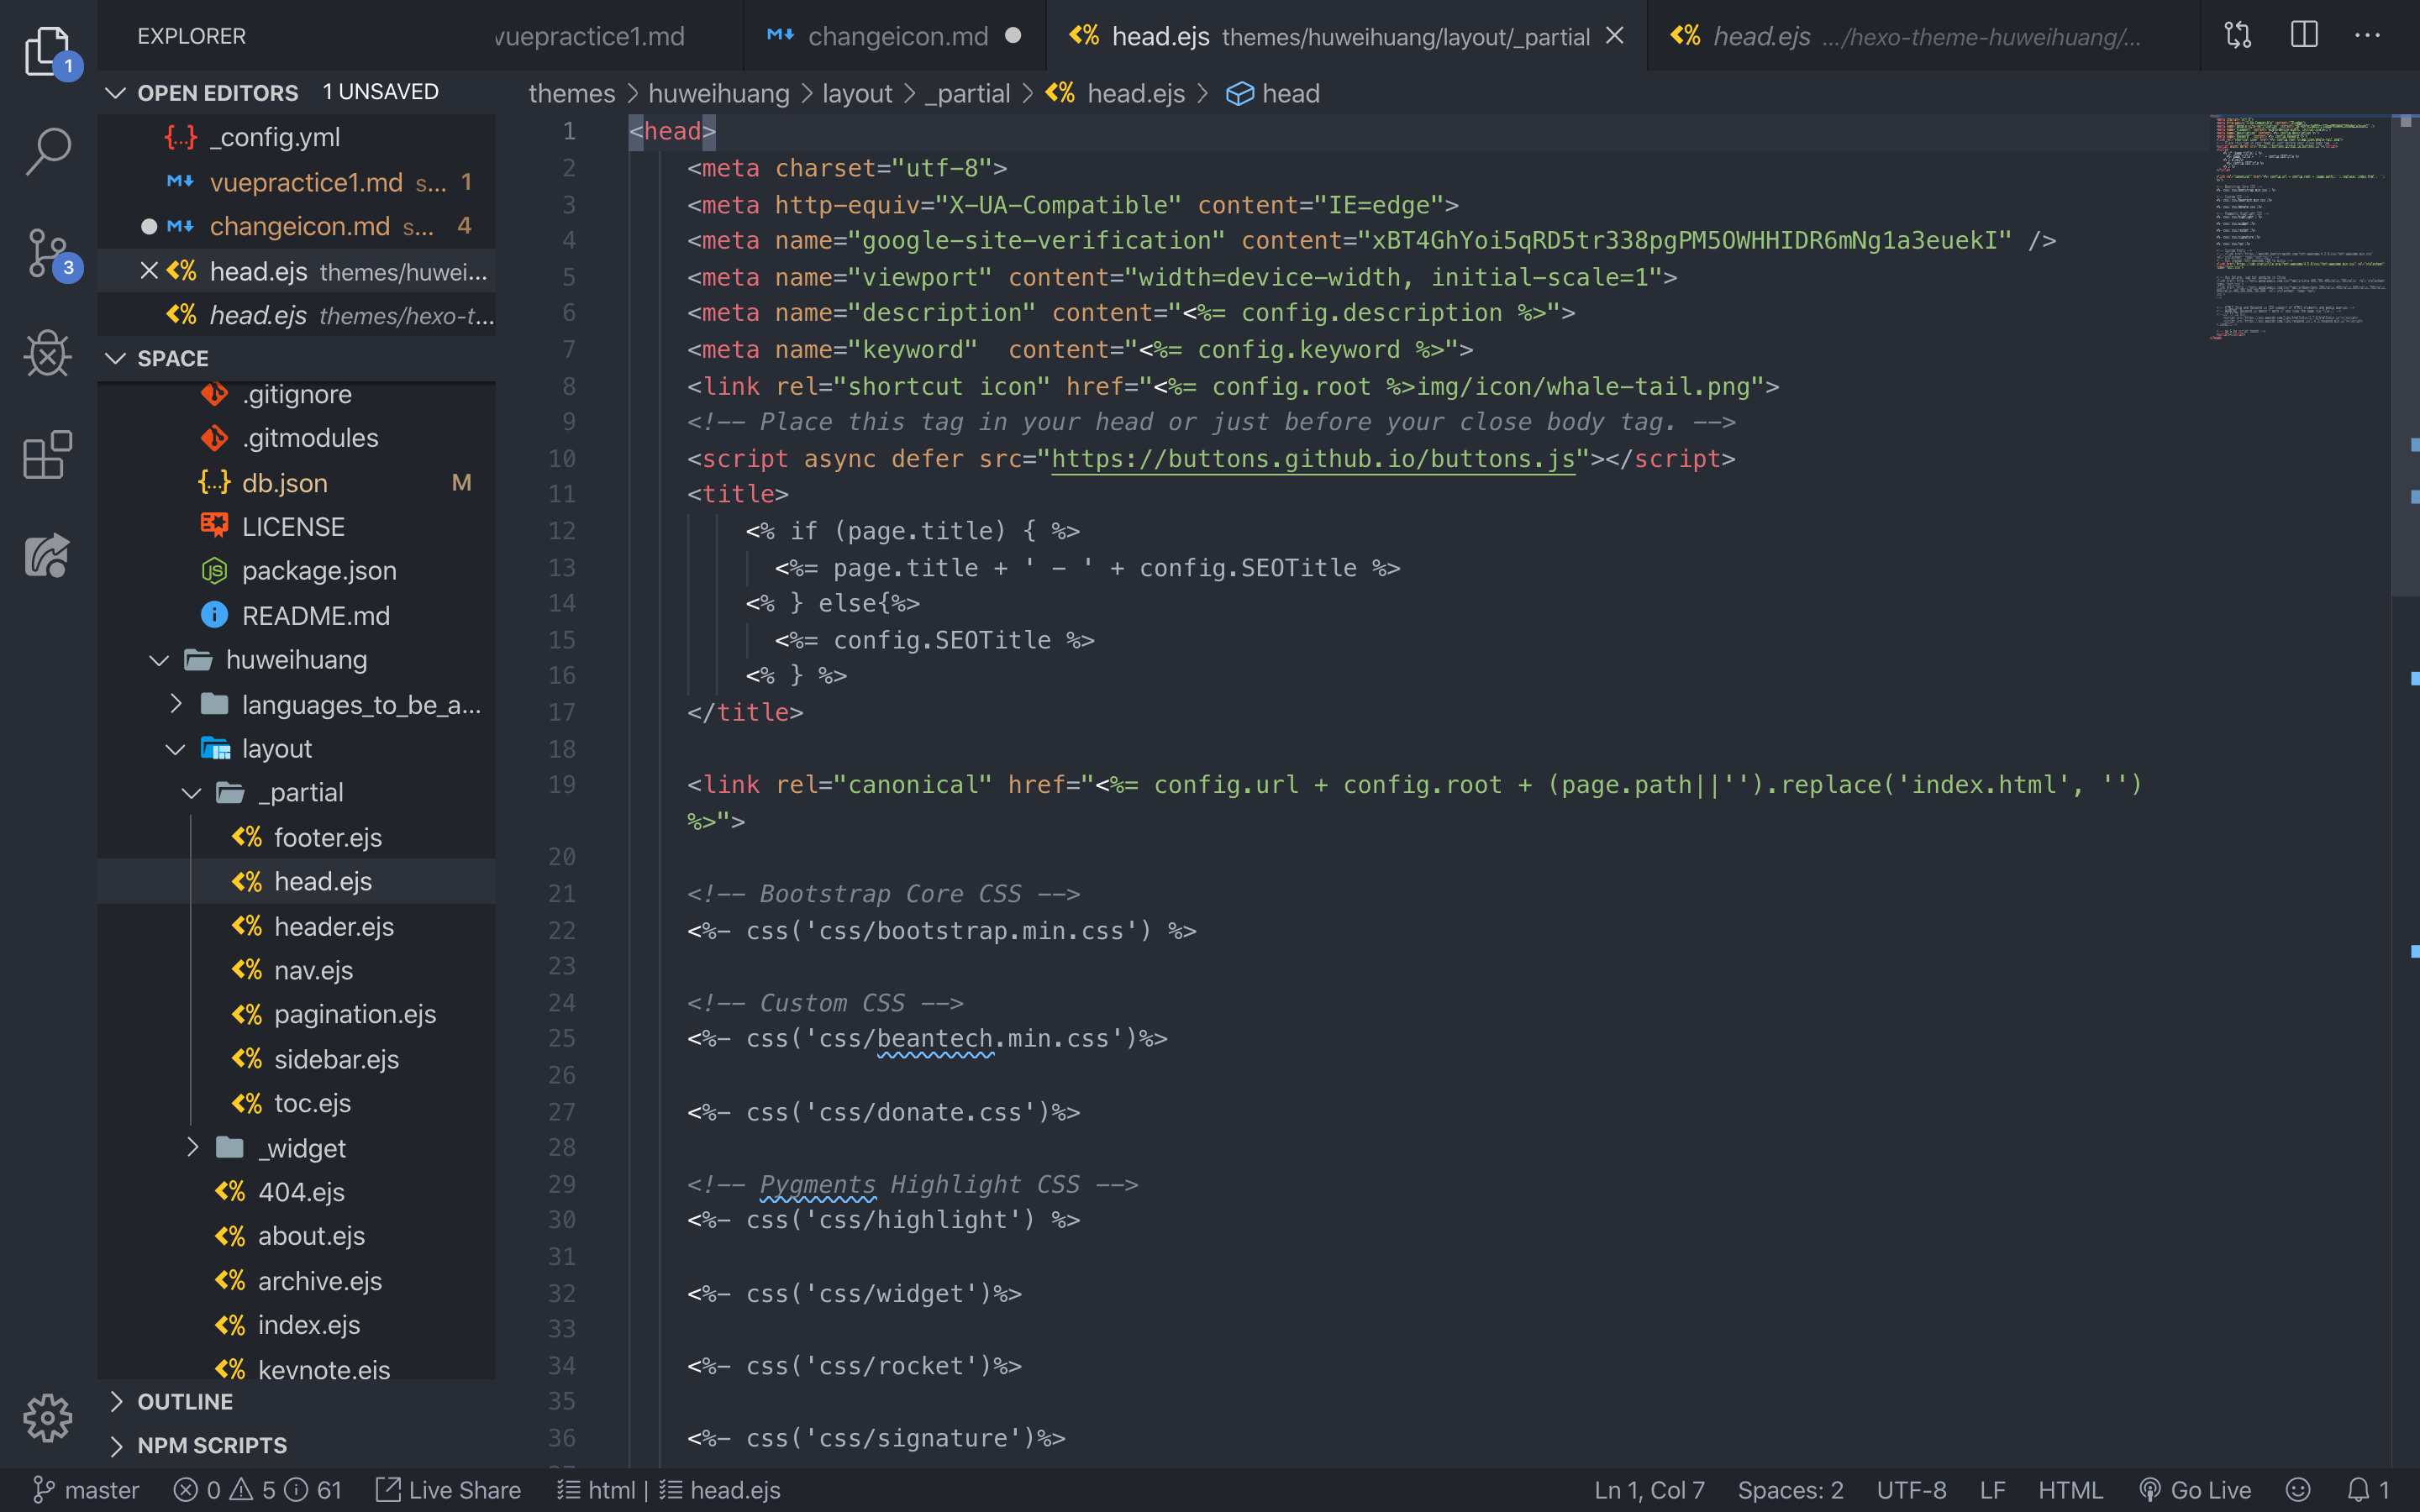 EXPLORER
vuepractice1.md
changeicon.md
head.ejs themes/huweihuang/layout/_partial
head.ejs .../hexo-theme-huweihuang/...
OPEN EDITORS 1 UNSAVED
_config.yml
vuepractice1.md s... 1
changeicon.md s... 4
head.ejs themes/huwei...
head.ejs themes/hexo-t...
SPACE
.gitignore
.gitmodules
db.json M
LICENSE
package.json
README.md
huweihuang
languages_to_be_a...
layout
_partial
footer.ejs
head.ejs
header.ejs
nav.ejs
pagination.ejs
sidebar.ejs
toc.ejs
_widget
404.ejs
about.ejs
archive.ejs
index.ejs
keynote.ejs
OUTLINE
NPM SCRIPTS
themes > huweihuang > layout > _partial > head.ejs > head
1 <head>
2 <meta charset="utf-8">
3 <meta http-equiv="X-UA-Compatible" content="IE=edge">
4 <meta name="google-site-verification" content="xBT4GhYoi5qRD5tr338pgPM5OWHHIDR6mNg1a3euekI" />
5 <meta name="viewport" content="width=device-width, initial-scale=1">
6 <meta name="description" content="<%= config.description %>">
7 <meta name="keyword"  content="<%= config.keyword %>">
8 <link rel="shortcut icon" href="<%= config.root %>img/icon/whale-tail.png">
9 <!-- Place this tag in your head or just before your close body tag. -->
10 <script async defer src="https://buttons.github.io/buttons.js"></script>
11 <title>
12 <% if (page.title) { %>
13 <%= page.title + ' - ' + config.SEOTitle %>
14 <% } else{%>
15 <%= config.SEOTitle %>
16 <% } %>
17 </title>
18
19 <link rel="canonical" href="<%= config.url + config.root + (page.path||'').replace('index.html', '')
%>">
20
21 <!-- Bootstrap Core CSS -->
22 <%- css('css/bootstrap.min.css') %>
23
24 <!-- Custom CSS -->
25 <%- css('css/beantech.min.css')%>
26
27 <%- css('css/donate.css')%>
28
29 <!-- Pygments Highlight CSS -->
30 <%- css('css/highlight') %>
31
32 <%- css('css/widget')%>
33
34 <%- css('css/rocket')%>
35
36 <%- css('css/signature')%>
1
3
master 0 5 61 Live Share html | head.ejs Ln 1, Col 7 Spaces: 2 UTF-8 LF HTML Go Live 1